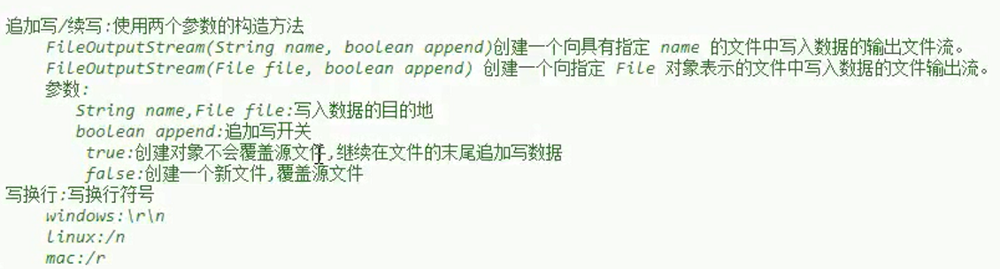 追加写/续写:使用两个参数的构造方法
FileOutputStream(String name, boolean append)创建一个向具有指定 name 的文件中写入数据的输出文件流。
FileOutputStream(File file, boolean append) 创建一个向指定 File 对象表示的文件中写入数据的文件输出流。
参数:
String name,File file:写入数据的目的地
boolean append:追加写开关
true:创建对象不会覆盖源文件,继续在文件的末尾追加写数据
false:创建一个新文件,覆盖源文件
写换行:写换行符号
windows:\r\n
linux:/n
mac:/r